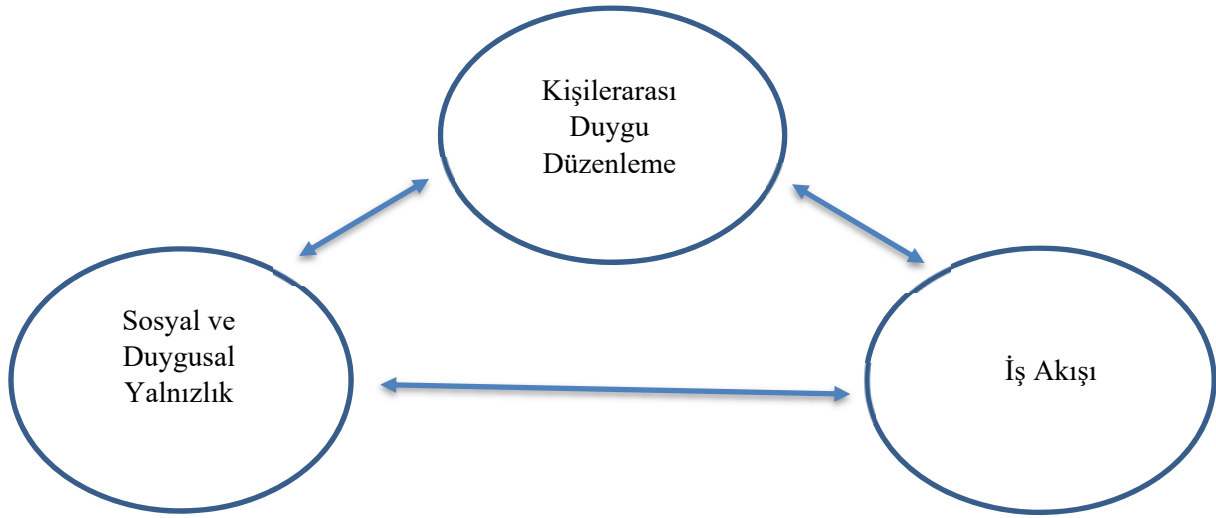 Kişilerarası
Duygu
Düzenleme
Sosyal ve
Duygusal
Yalnızlık
İş Akışı